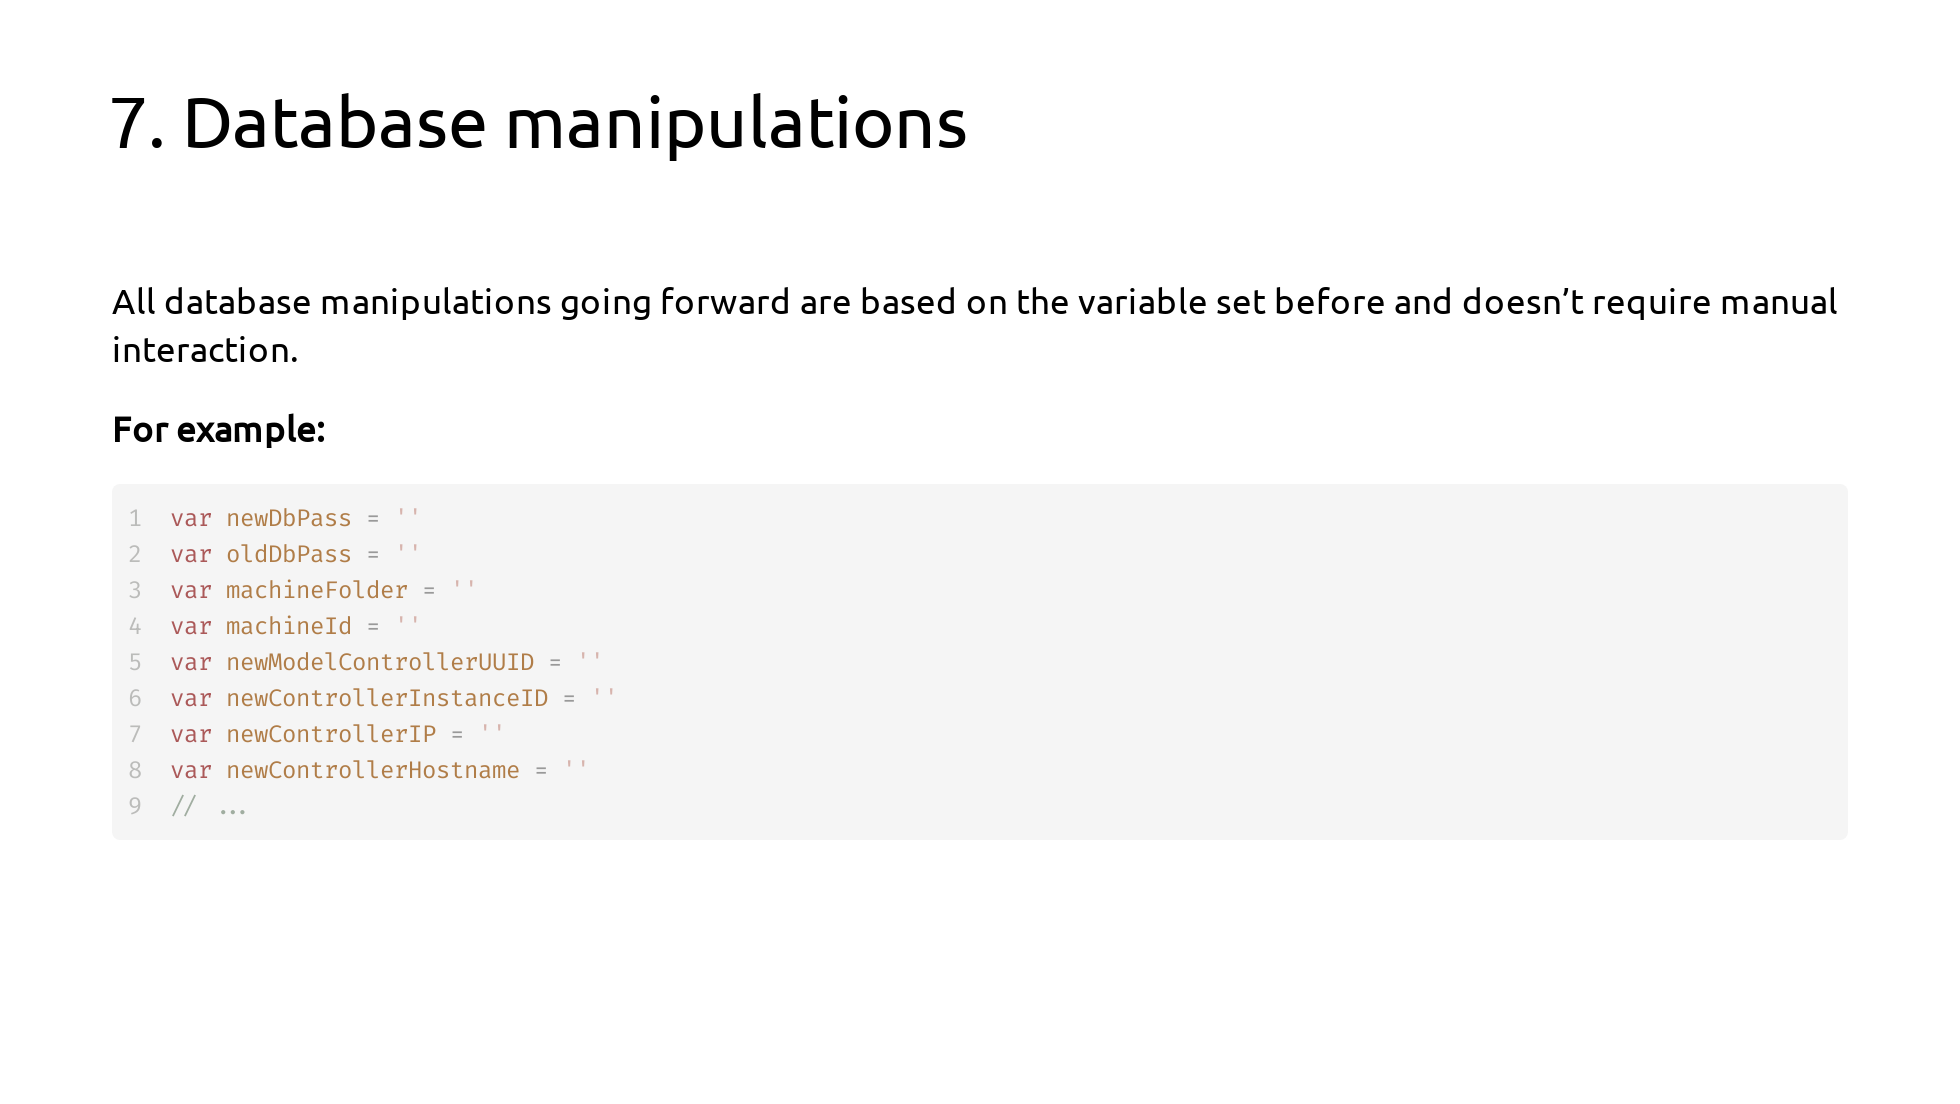 7. Database manipulations
All database manipulations going forward are based on the variable set before and doesn’t require manual
interaction.
For example:
1 var newDbPass = ''
2 var oldDbPass = ''
3 var machineFolder = ''
4 var machineId = ''
5 var newModelControllerUUID = ''
6 var newControllerInstanceID = ''
7 var newControllerIP = ''
8 var newControllerHostname = ''
9 // ...